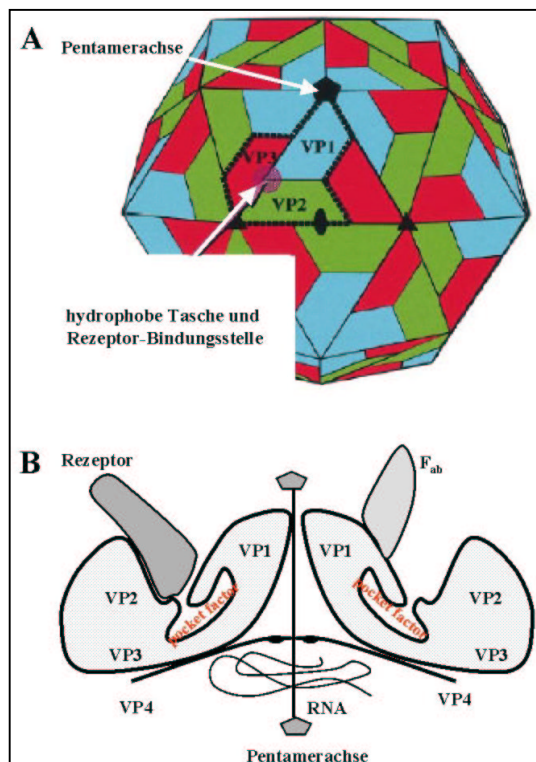 A
Pentamerachse
VP3
VP1
VP2
hydrophobe Tasche und
Rezeptor-Bindungsstelle
B
Rezeptor
Fab
VP1
VP1
VP2
VP2
pocket factor
pocket factor
VP3
VP3
VP4
RNA
VP4
Pentamerachse